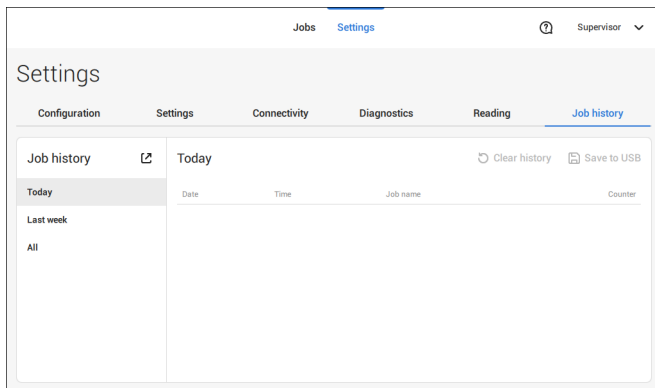 Jobs Settings Supervisor
Settings
Configuration Settings Connectivity Diagnostics Reading Job history
Job history Today Clear history Save to USB
Today Date Time Job name Counter
Last week
All